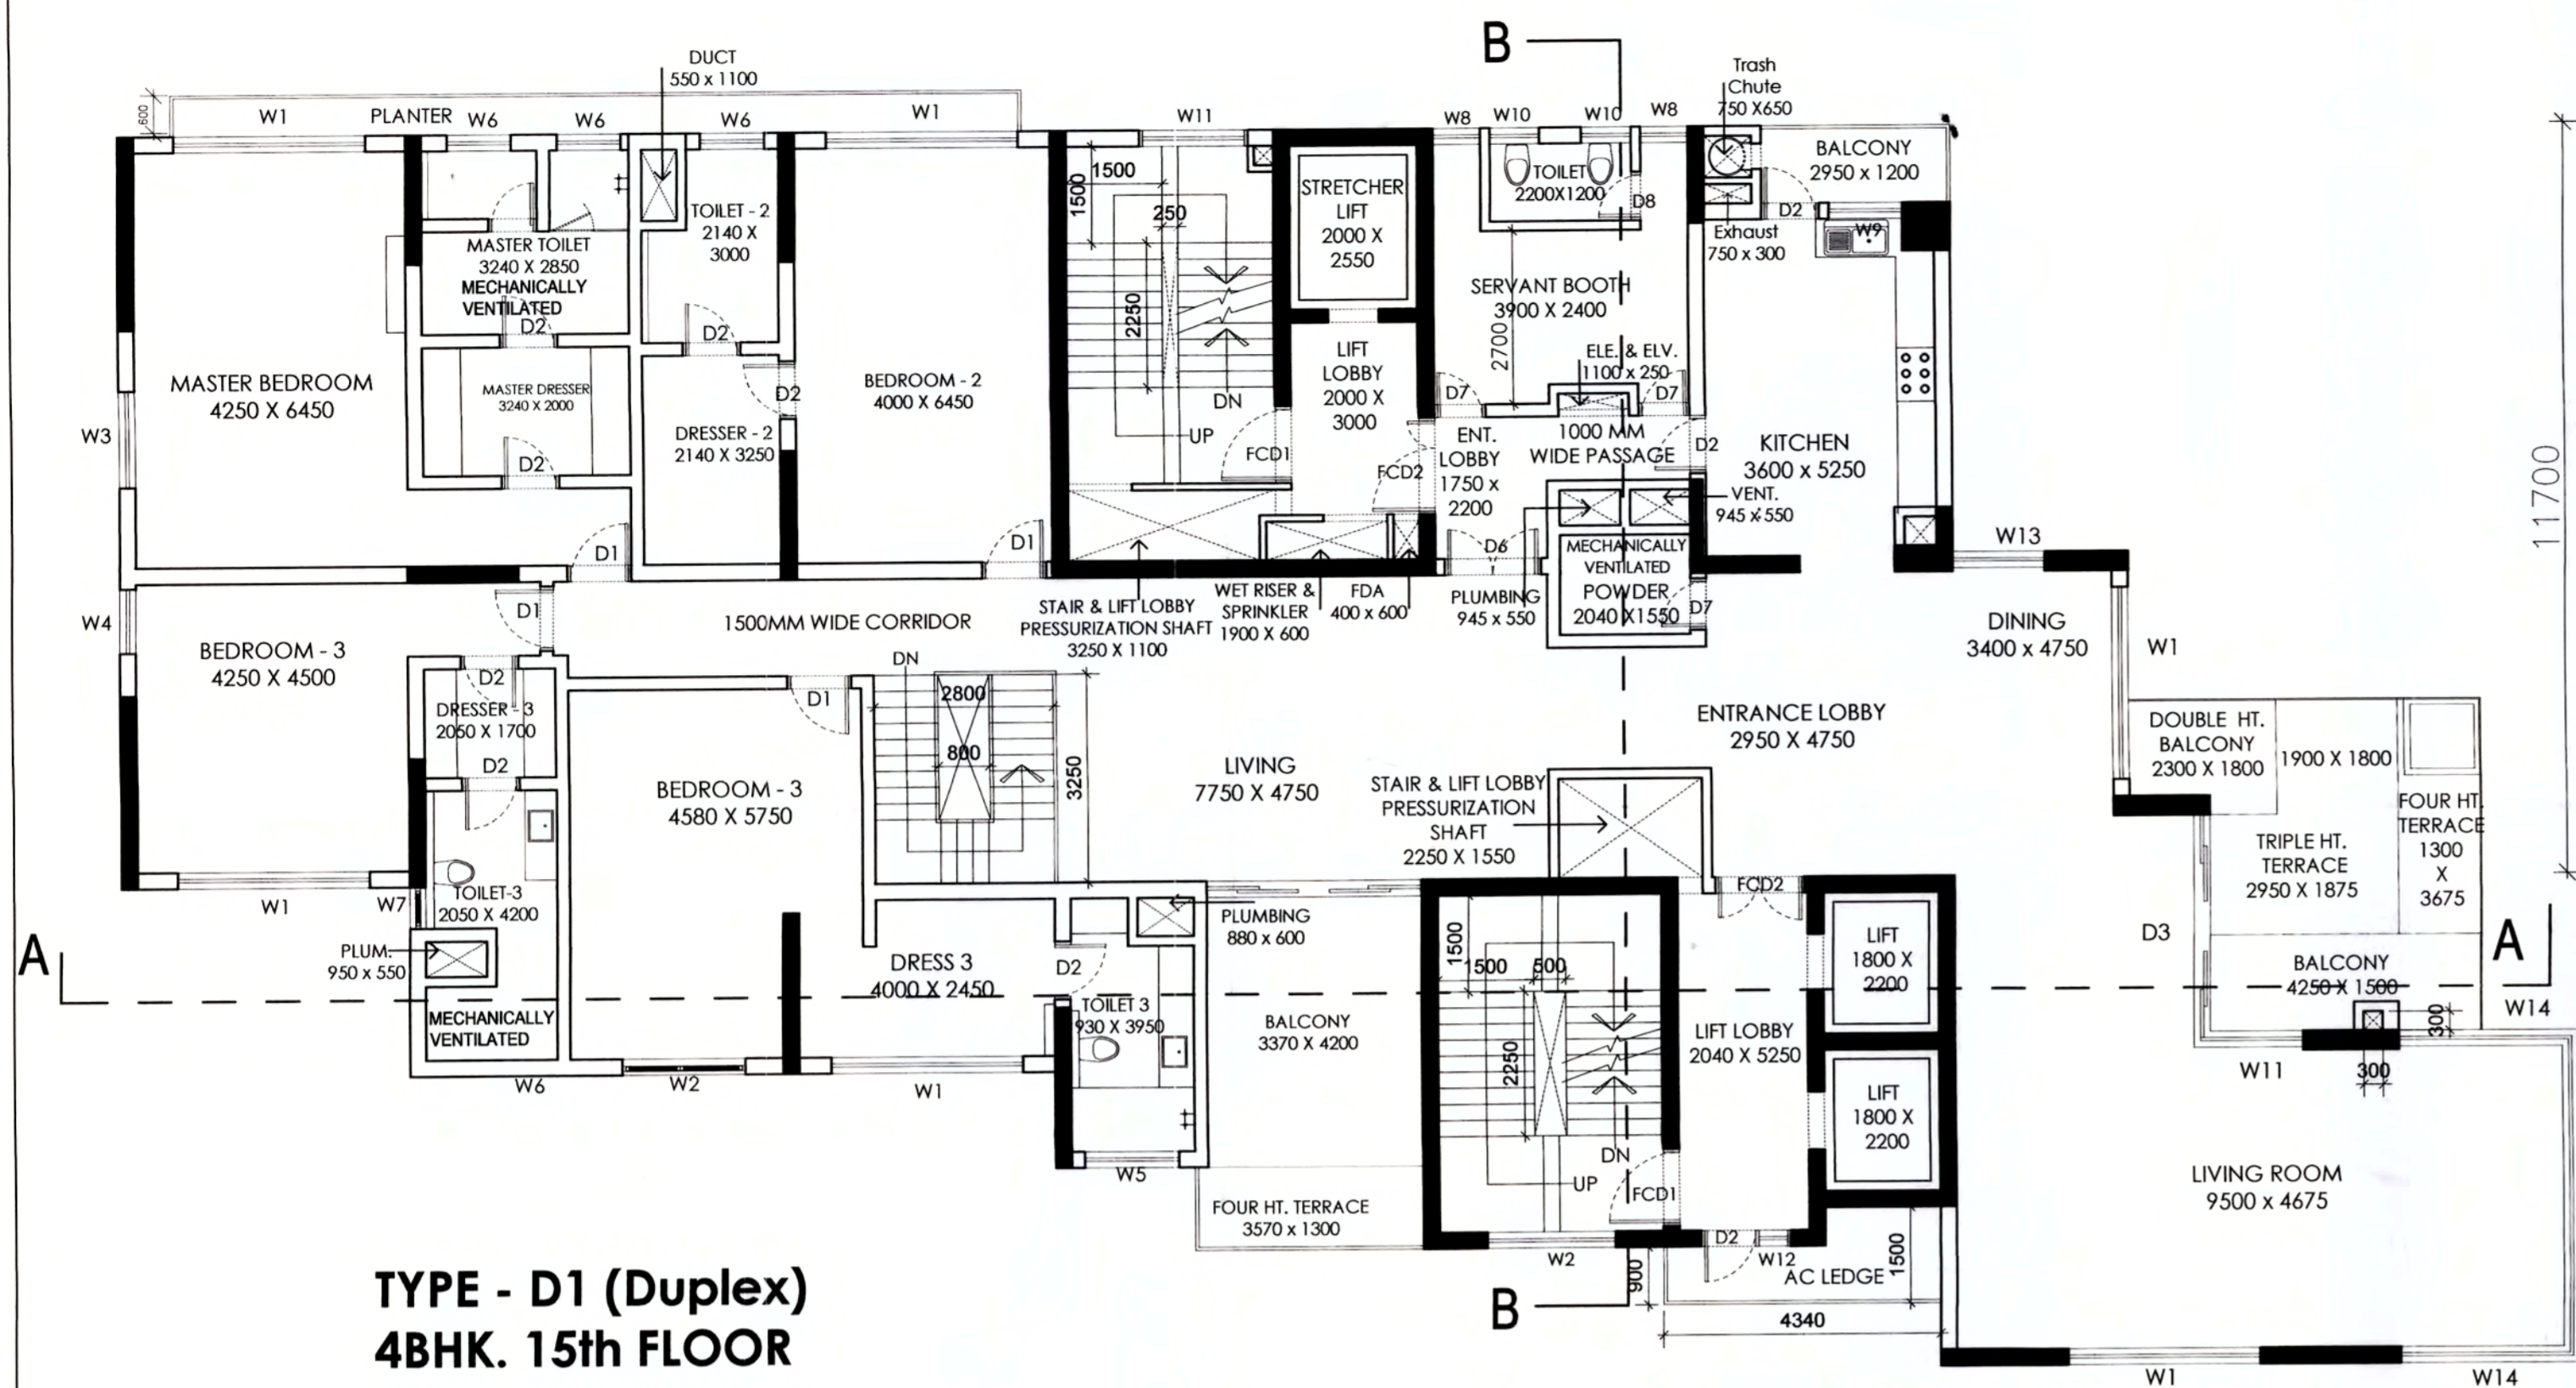 B
DUCT
550 x 1100
Trash
Chute
750 X650
600
W1
PLANTER
W6
W6
W6
W1
W11
W8
W10
W10
W8
BALCONY
2950 x 1200
1500
1500
250
2250
STRETCHER
LIFT
2000 X
2550
TOILET
2200X1200
D8
D2
W9
Exhaust
750 x 300
TOILET - 2
2140 X
3000
MASTER TOILET
3240 X 2850
MECHANICALLY
VENTILATED
D2
D2
SERVANT BOOTH
3900 X 2400
2700
ELE. & ELV.
1100 x 250
LIFT
LOBBY
2000 X
3000
MASTER BEDROOM
4250 X 6450
MASTER DRESSER
3240 X 2000
D2
BEDROOM - 2
4000 X 6450
DN
D7
D7
W3
DRESSER - 2
2140 X 3250
UP
FCD1
FCD2
ENT.
LOBBY
1750 x
2200
1000 MM
WIDE PASSAGE
D2
KITCHEN
3600 x 5250
D2
VENT.
945 x 550
11700
D1
D1
D6
MECHANICALLY
VENTILATED
POWDER
2040 X1550
D7
W13
W4
D1
1500MM WIDE CORRIDOR
STAIR & LIFT LOBBY
PRESSURIZATION SHAFT
3250 X 1100
WET RISER &
SPRINKLER
1900 X 600
FDA
400 x 600
PLUMBING
945 x 550
DINING
3400 x 4750
W1
BEDROOM - 3
4250 X 4500
D2
DRESSER - 3
2050 X 1700
D2
D1
DN
2800
800
3250
ENTRANCE LOBBY
2950 X 4750
DOUBLE HT.
BALCONY
2300 X 1800
1900 X 1800
BEDROOM - 3
4580 X 5750
LIVING
7750 X 4750
STAIR & LIFT LOBBY
PRESSURIZATION
SHAFT
2250 X 1550
FOUR HT.
TERRACE
1300
X
3675
TRIPLE HT.
TERRACE
2950 X 1875
W1
W7
TOILET-3
2050 X 4200
FCD2
PLUMBING
880 x 600
A
PLUM.
950 x 550
D2
DRESS 3
4000 X 2450
1500
1500
500
LIFT
1800 X
2200
D3
A
BALCONY
4250 X 1500
W14
MECHANICALLY
VENTILATED
TOILET 3
930 X 3950
BALCONY
3370 X 4200
2250
LIFT LOBBY
2040 X 5250
300
W6
W2
W1
W11
300
LIFT
1800 X
2200
W5
DN
UP
FCD1
LIVING ROOM
9500 x 4675
FOUR HT. TERRACE
3570 x 1300
W2
D2
W12
AC LEDGE
1500
900
B
4340
TYPE - D1 (Duplex)
4BHK. 15th FLOOR
W1
W14